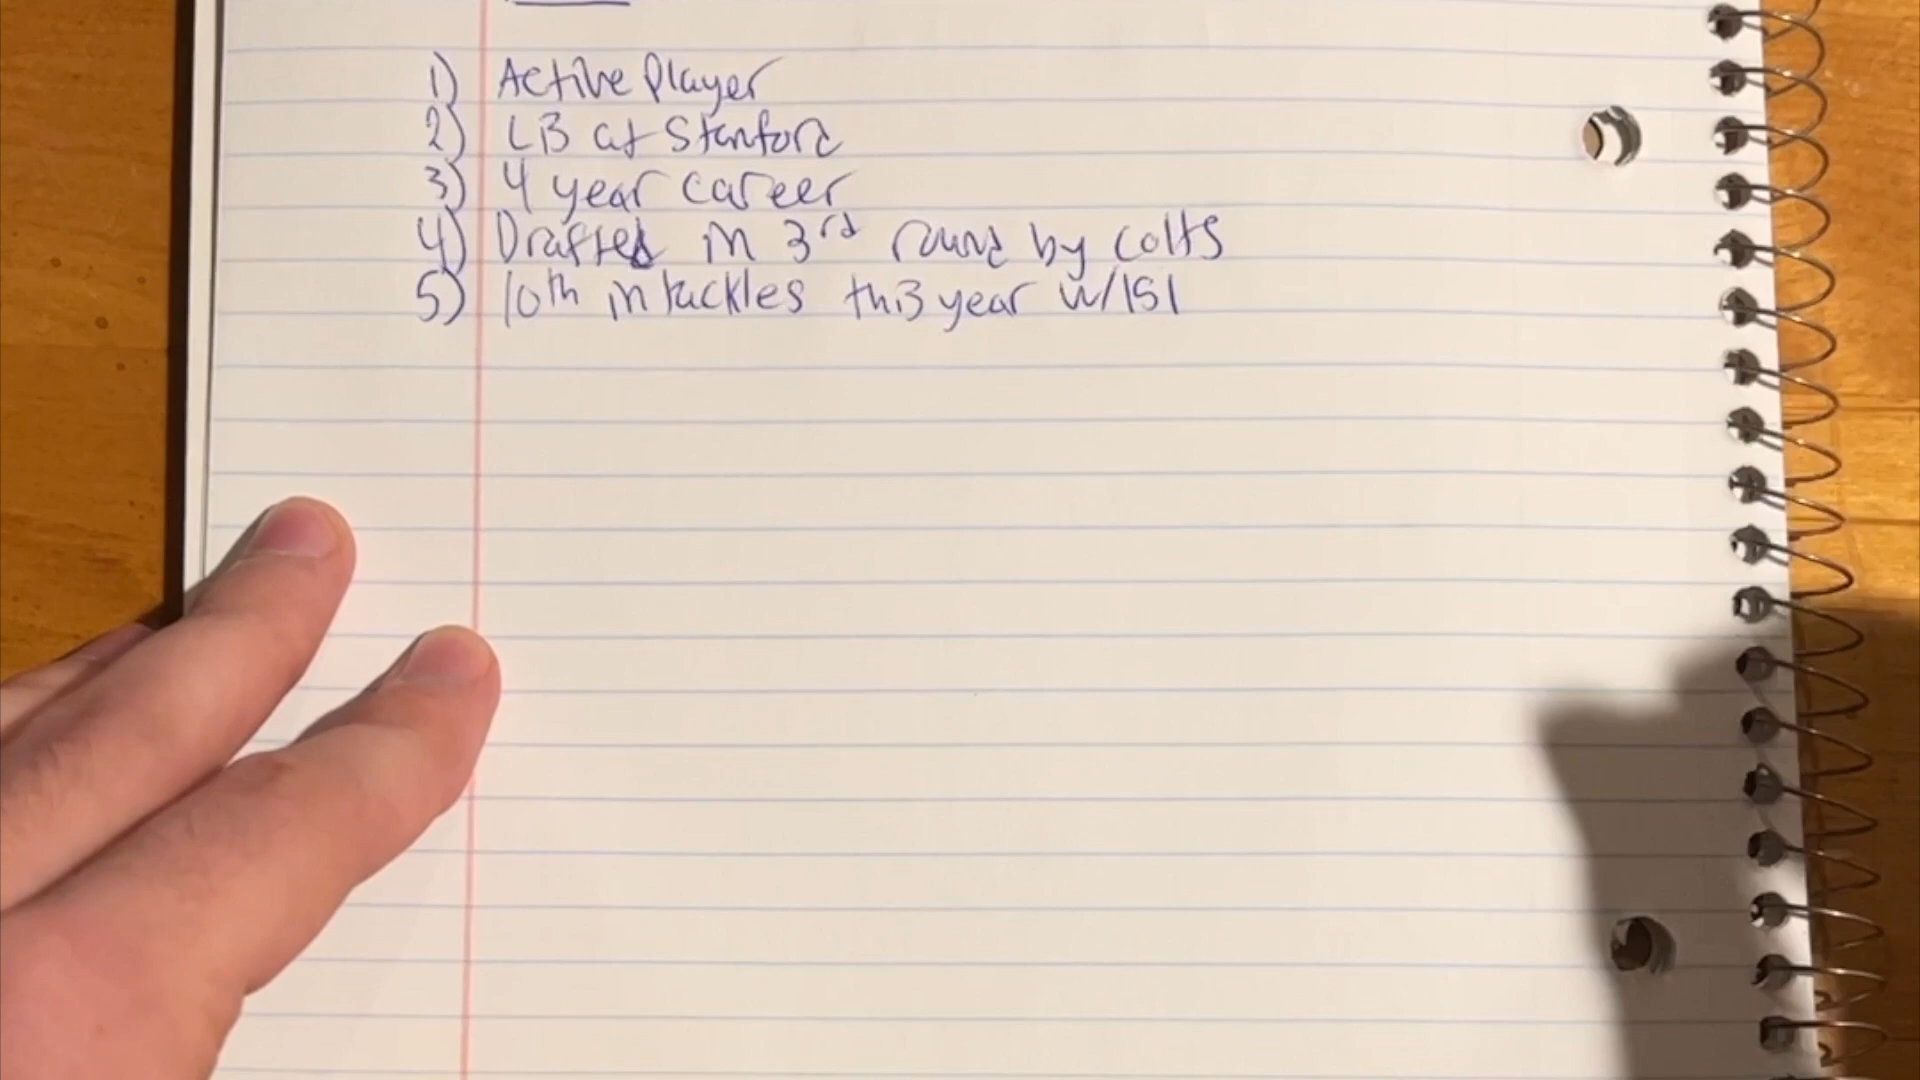 1) Active Player
2) LB at Stanford
3) 4 year career
4) Drafted in 3rd round by Colts
5) 10th in tackles this year w/151